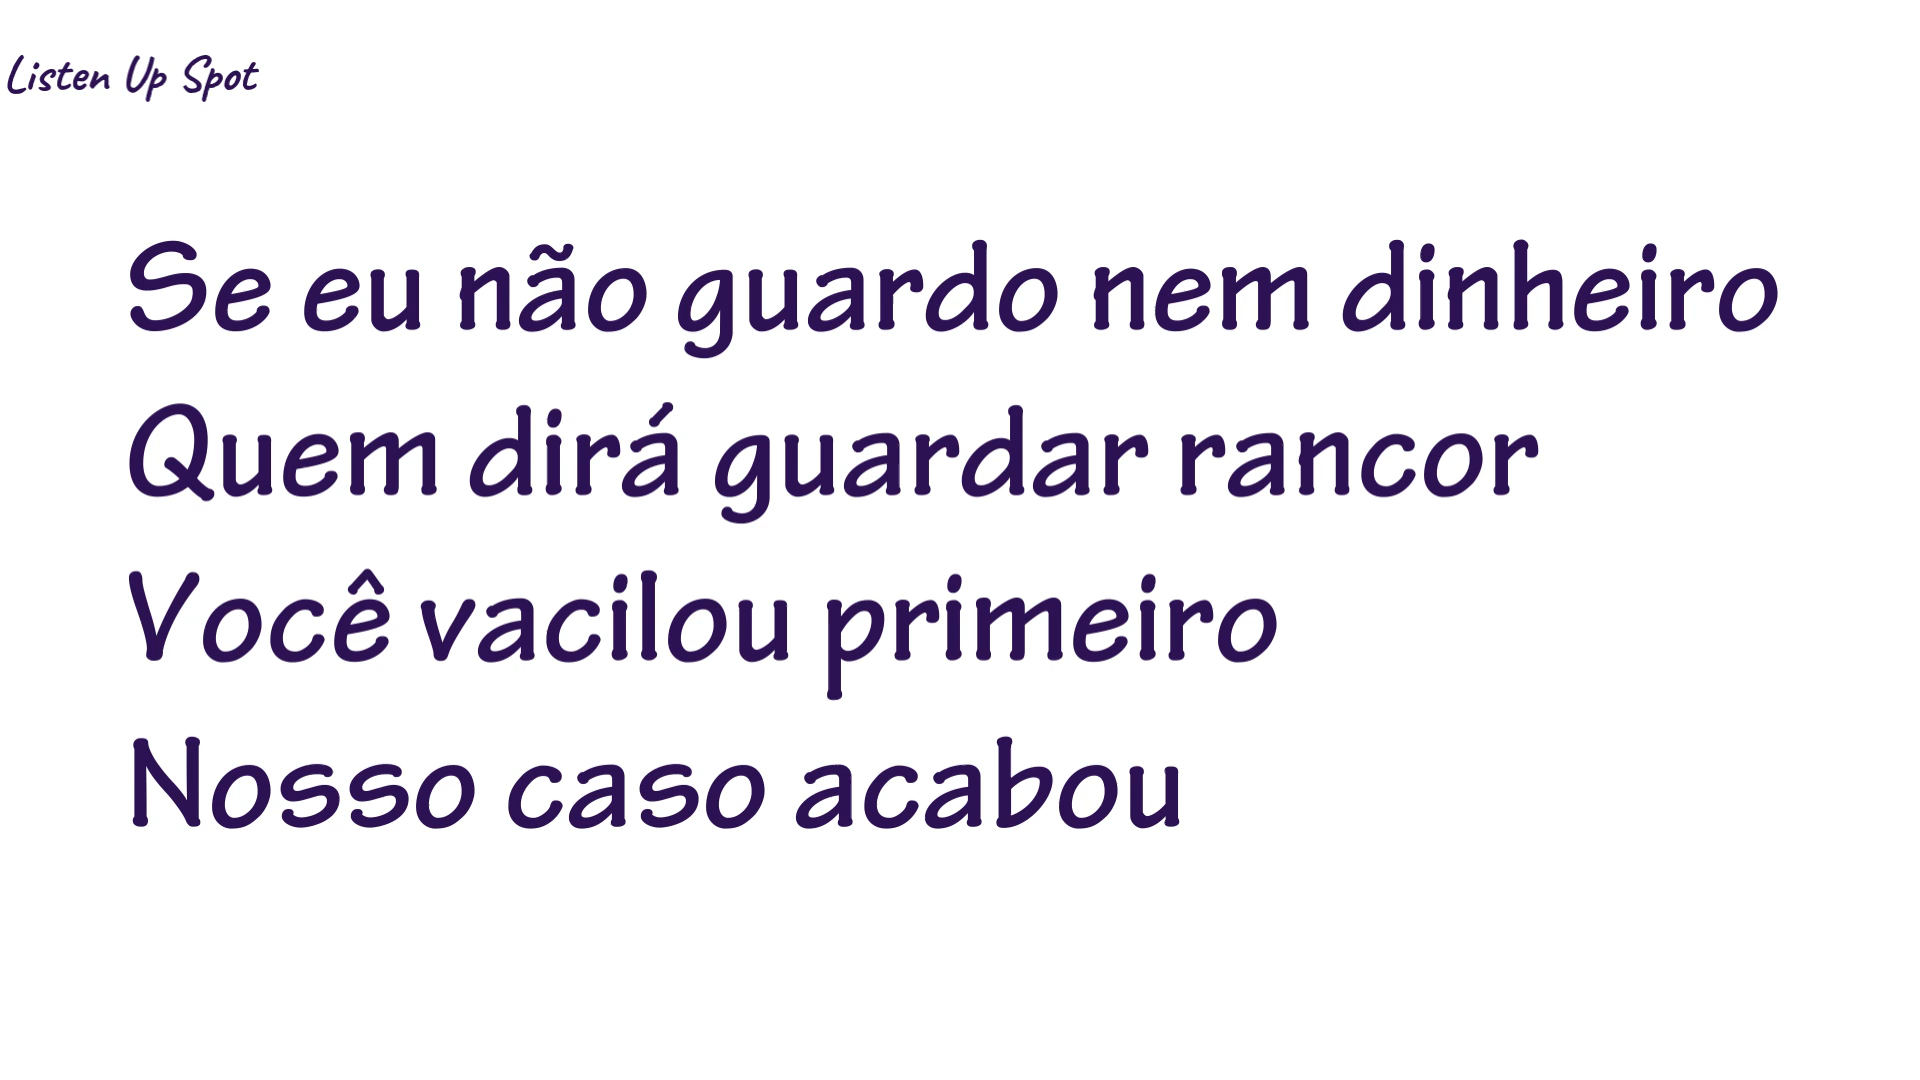 Listen Up Spot
Se eu não guardo nem dinheiro
Quem dirá guardar rancor
Você vacilou primeiro
Nosso caso acabou